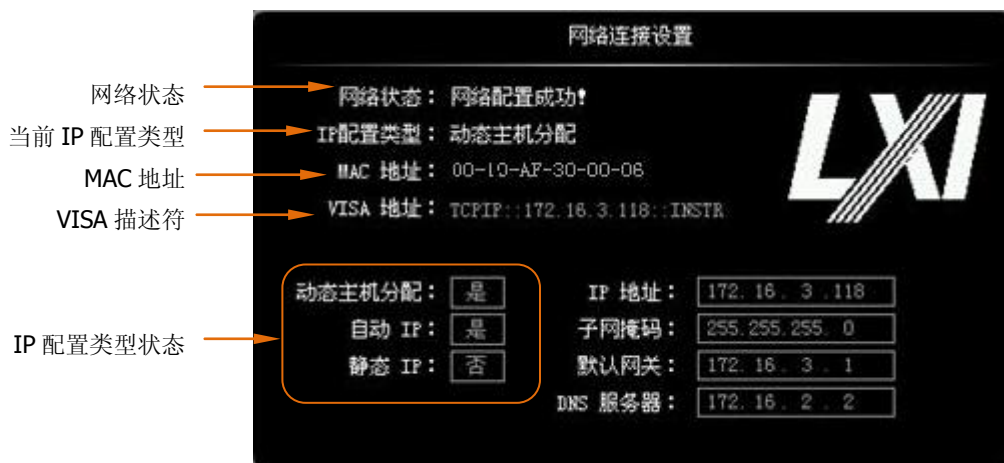 网络连接设置
网络状态
网络状态： 网络配置成功！
当前 IP 配置类型
IP配置类型： 动态主机分配
MAC 地址
MAC 地址： 00-19-AF-30-00-06
VISA 描述符
VISA 地址： TCPIP::172.16.3.118::INSTR
LXI
IP 配置类型状态
动态主机分配： 是
自动 IP： 是
静态 IP： 否
IP 地址： 172. 16 . 3 .118
子网掩码： 255.255.255. 0
默认网关： 172. 16 . 3 . 1
DNS 服务器： 172. 16 . 2 . 2